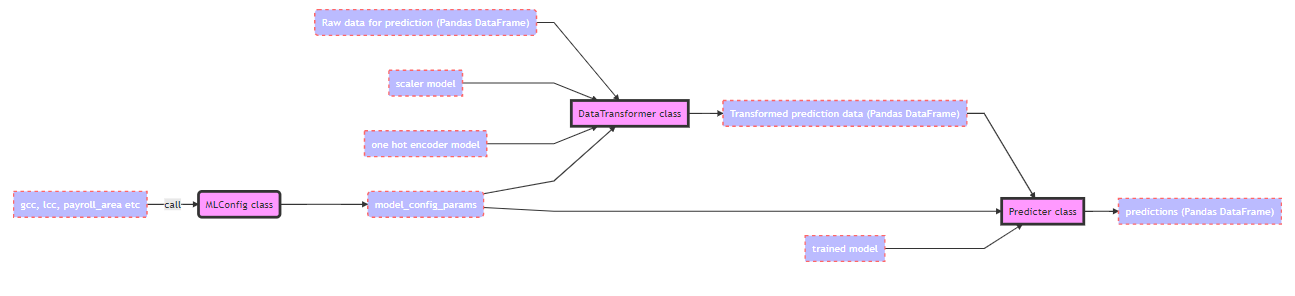 Raw data for prediction (Pandas DataFrame)
scaler model
DataTransformer class
Transformed prediction data (Pandas DataFrame)
one hot encoder model
gcc, lcc, payroll_area etc
call
MLConfig class
model_config_params
Predicter class
predictions (Pandas DataFrame)
trained model